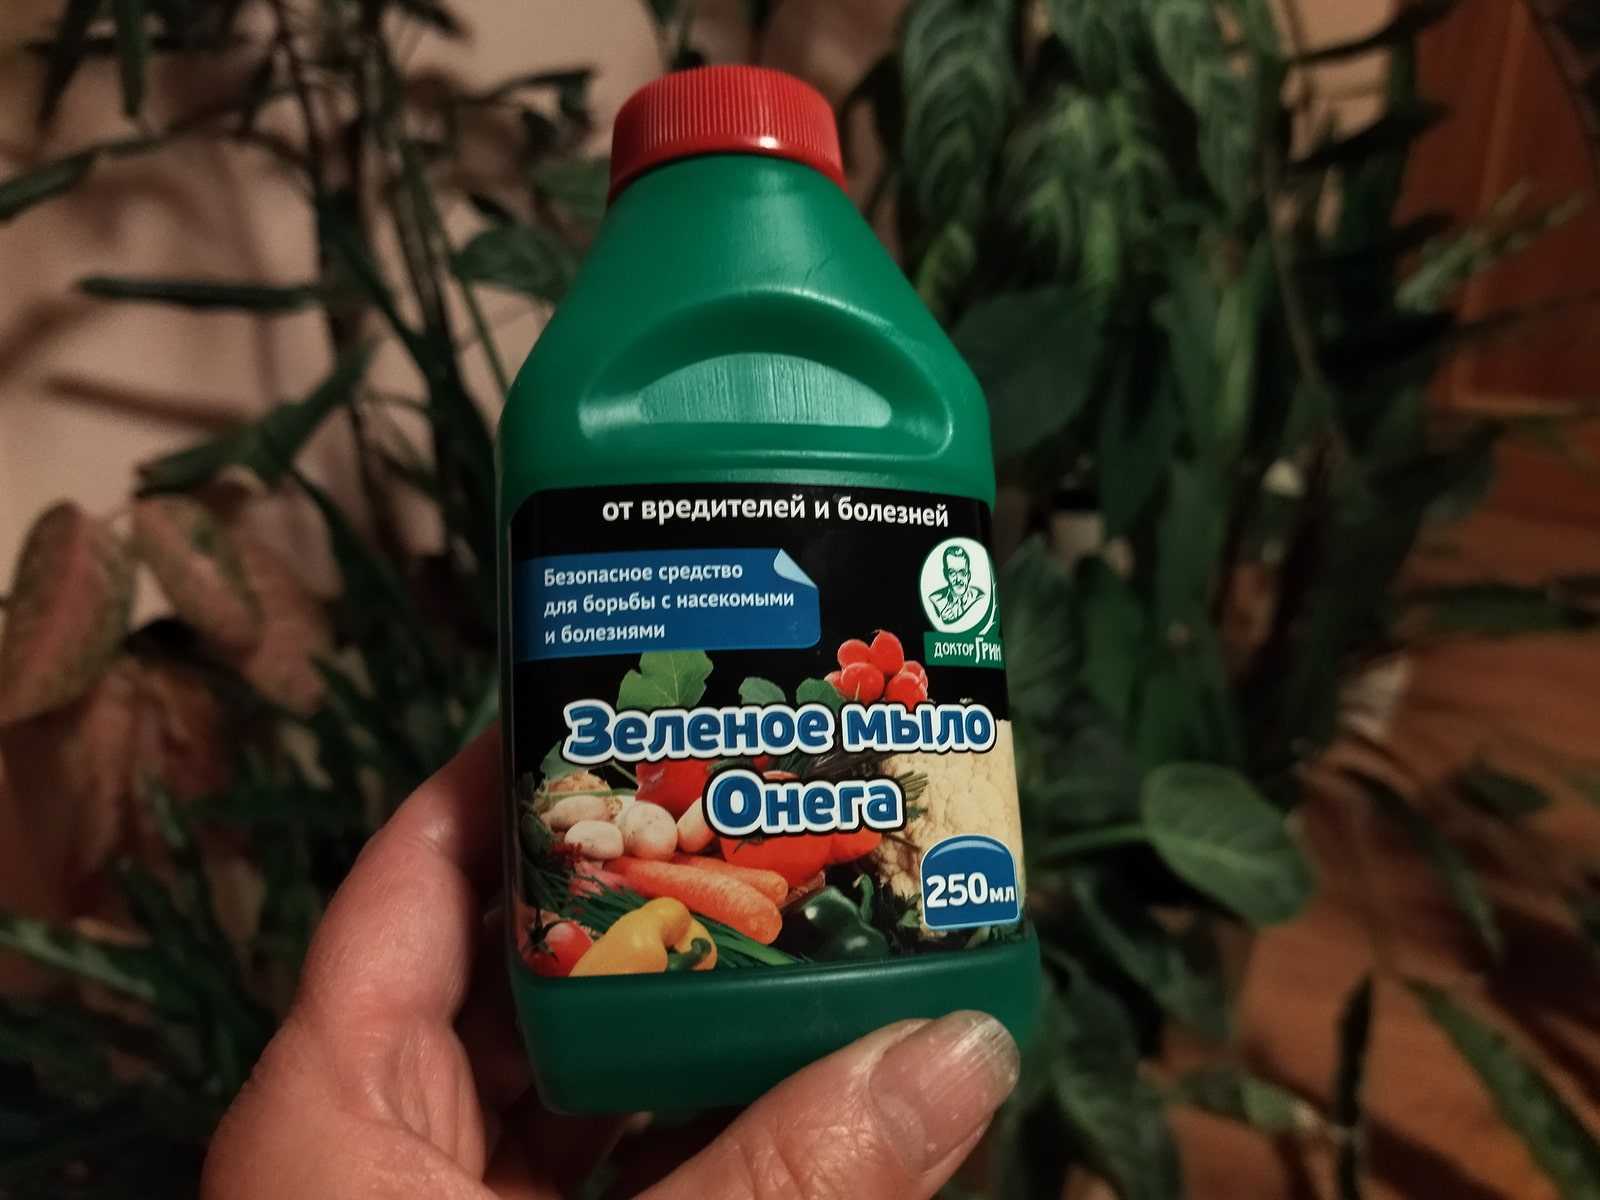 от вредителей и болезней
Безопасное средство
для борьбы с насекомыми
и болезнями
ДОКТОР ГРИН
Зеленое мыло
Онега
250мл